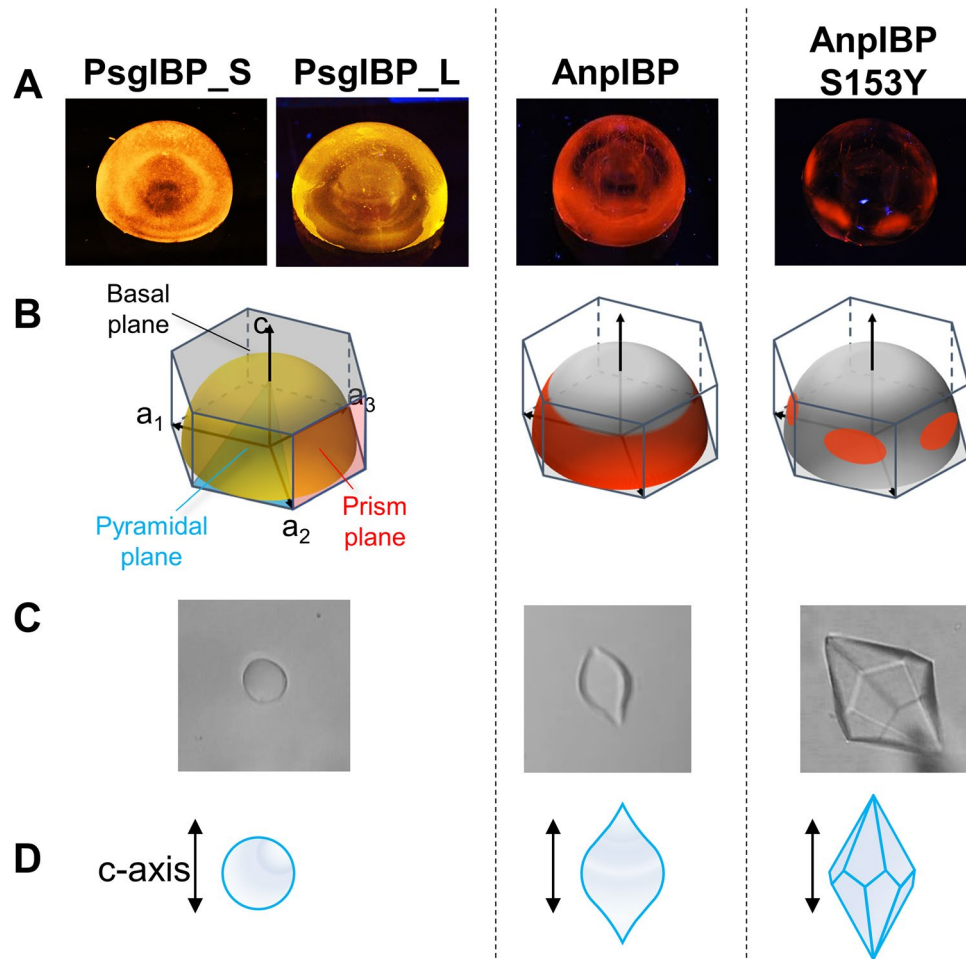 PsgIBP_S
PsgIBP_L
AnpIBP
AnpIBP
S153Y
A
B
Basal
plane
c
a1
a3
a2
Pyramidal
plane
Prism
plane
C
D
c-axis